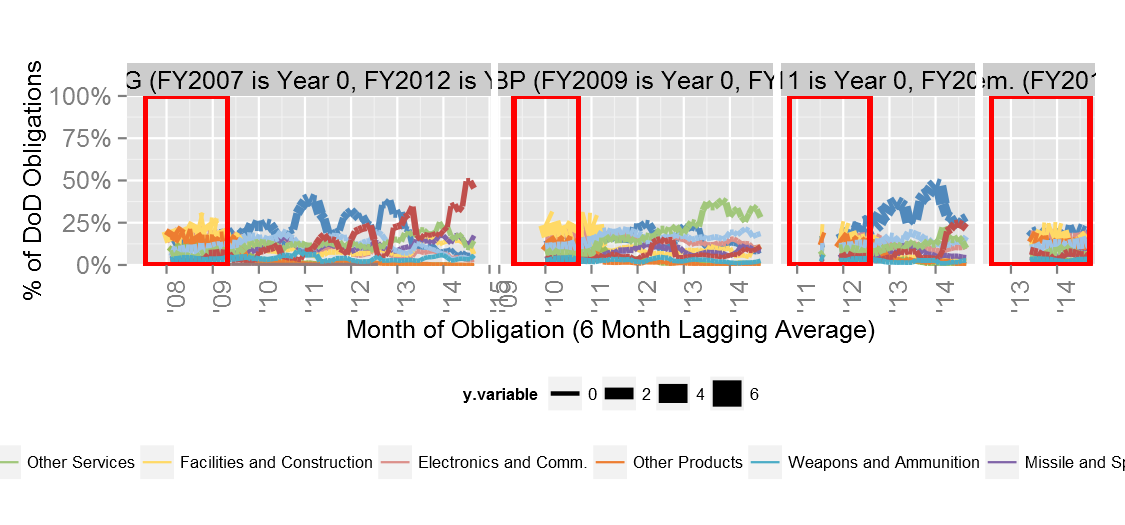 G (FY2007 is Year 0, FY2012 is Y
BP (FY2009 is Year 0, FY
11 is Year 0, FY20
em. (FY201
% of DoD Obligations
100%
75%
50%
25%
0%
'08 '09 '10 '11 '12 '13 '14 '15
'09 '10 '11 '12 '13 '14
'11 '12 '13 '14
'13 '14
Month of Obligation (6 Month Lagging Average)
y.variable 0 2 4 6
Other Services Facilities and Construction Electronics and Comm. Other Products Weapons and Ammunition Missile and Sp